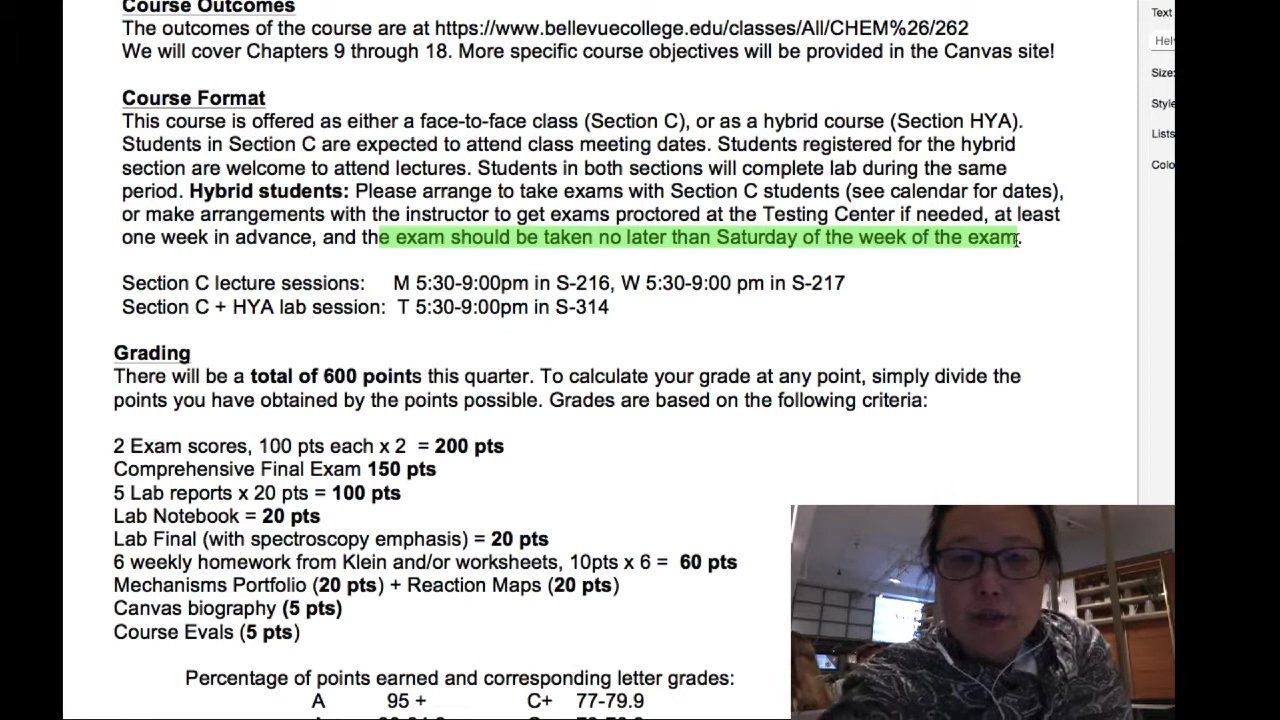 Course Outcomes
The outcomes of the course are at https://www.bellevuecollege.edu/classes/All/CHEM%26/262
We will cover Chapters 9 through 18. More specific course objectives will be provided in the Canvas site!
Course Format
This course is offered as either a face-to-face class (Section C), or as a hybrid course (Section HYA).
Students in Section C are expected to attend class meeting dates. Students registered for the hybrid
section are welcome to attend lectures. Students in both sections will complete lab during the same
period. Hybrid students: Please arrange to take exams with Section C students (see calendar for dates),
or make arrangements with the instructor to get exams proctored at the Testing Center if needed, at least
one week in advance, and the exam should be taken no later than Saturday of the week of the exam.
Section C lecture sessions: M 5:30-9:00pm in S-216, W 5:30-9:00 pm in S-217
Section C + HYA lab session: T 5:30-9:00pm in S-314
Grading
There will be a total of 600 points this quarter. To calculate your grade at any point, simply divide the
points you have obtained by the points possible. Grades are based on the following criteria:
2 Exam scores, 100 pts each x 2 = 200 pts
Comprehensive Final Exam 150 pts
5 Lab reports x 20 pts = 100 pts
Lab Notebook = 20 pts
Lab Final (with spectroscopy emphasis) = 20 pts
6 weekly homework from Klein and/or worksheets, 10pts x 6 = 60 pts
Mechanisms Portfolio (20 pts) + Reaction Maps (20 pts)
Canvas biography (5 pts)
Course Evals (5 pts)
Percentage of points earned and corresponding letter grades:
A 95 + C+ 77-79.9
Text
Hel
Size:
Style
Lists
Colo